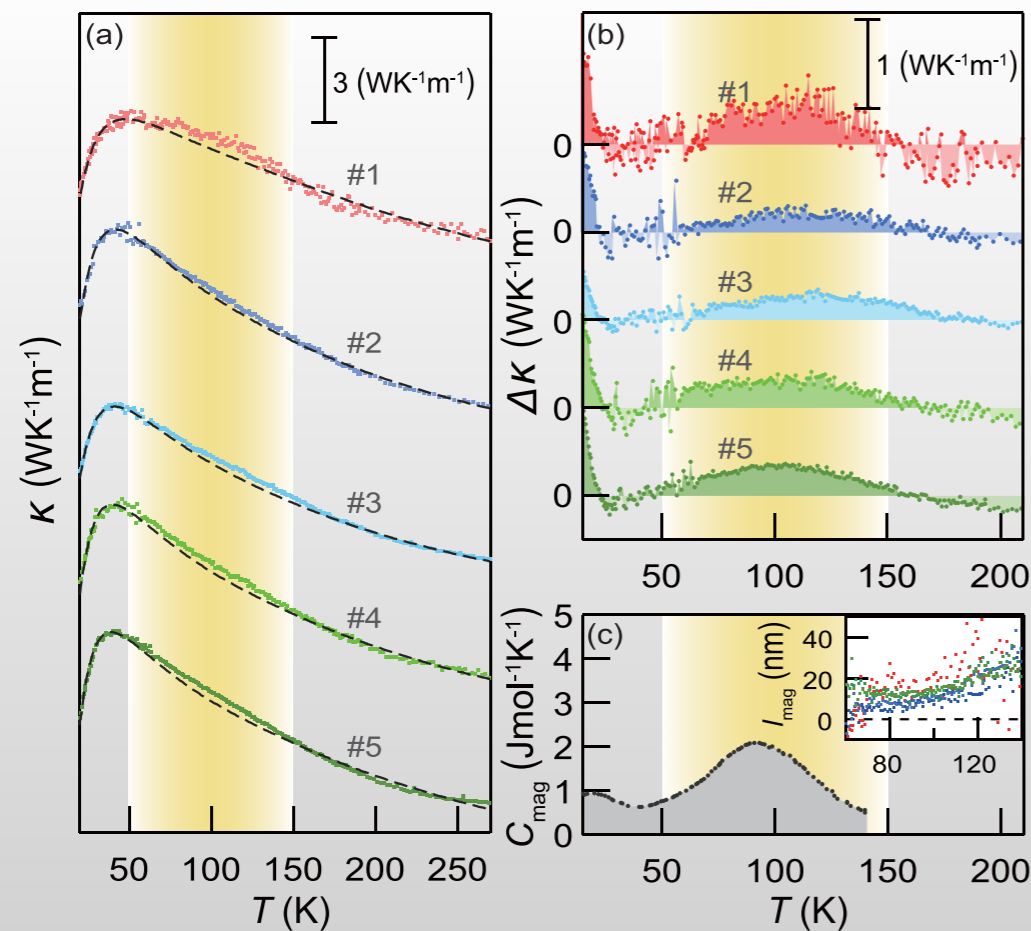 (a)
3 (WK⁻¹m⁻¹)
#1
#2
#3
#4
#5
κ (WK⁻¹m⁻¹)
50 100 150 200 250
T (K)
(b)
1 (WK⁻¹m⁻¹)
#1
0
#2
0
#3
0
#4
0
#5
0
Δκ (WK⁻¹m⁻¹)
50 100 150 200
(c)
5
4
3
2
1
0
C_mag (Jmol⁻¹K⁻¹)
40
20
0
l_mag (nm)
80 120
50 100 150 200
T (K)